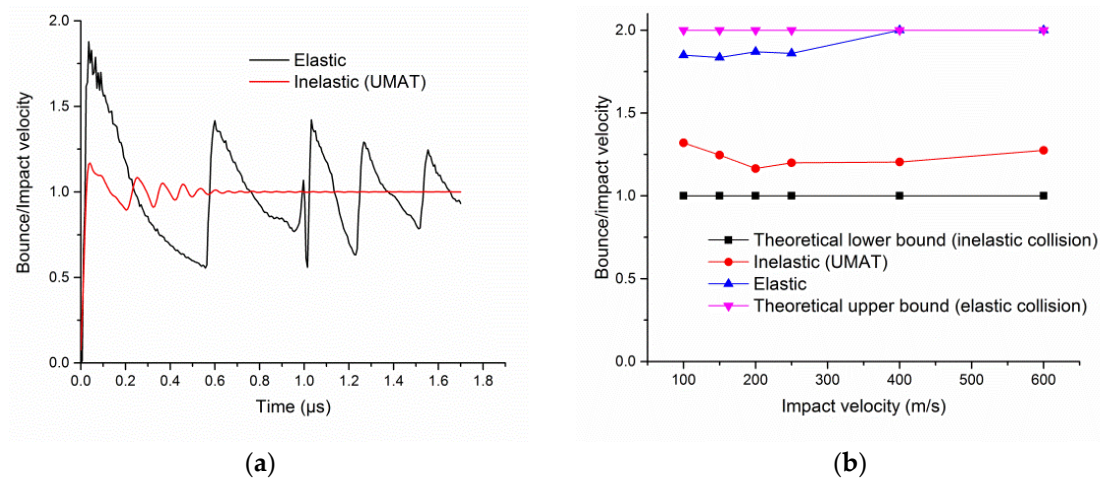 2.0
1.5
1.0
0.5
0.0
Bounce/Impact velocity
Elastic
Inelastic (UMAT)
0.0 0.2 0.4 0.6 0.8 1.0 1.2 1.4 1.6 1.8
Time (µs)
(a)
2.0
1.5
1.0
0.5
0.0
Bounce/impact velocity
Theoretical lower bound (inelastic collision)
Inelastic (UMAT)
Elastic
Theoretical upper bound (elastic collision)
100 200 300 400 500 600
Impact velocity (m/s)
(b)